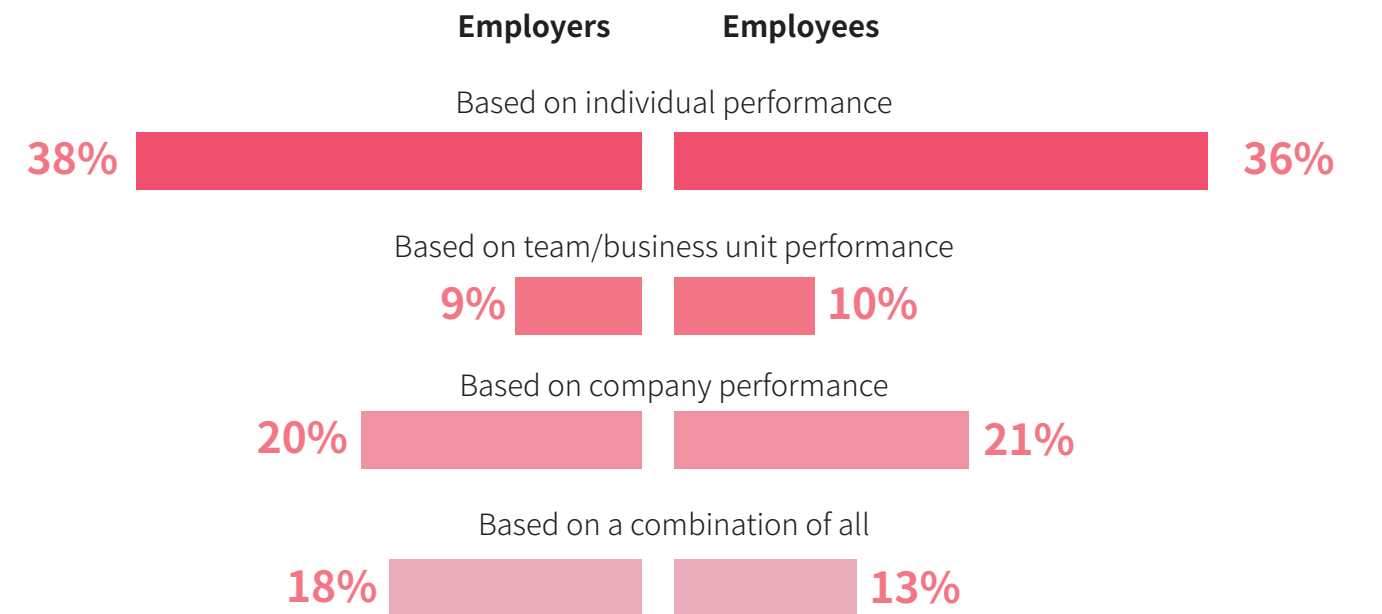 Employers Employees
Based on individual performance
38% 36%
Based on team/business unit performance
9% 10%
Based on company performance
20% 21%
Based on a combination of all
18% 13%